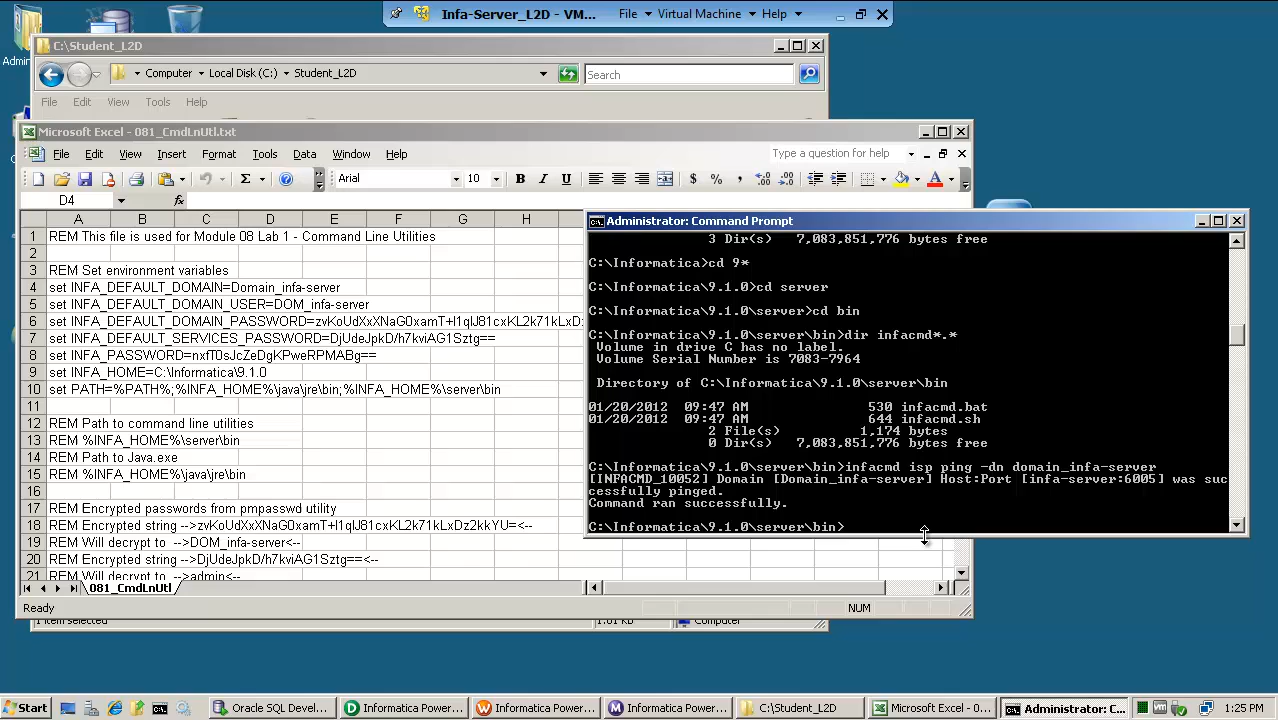 Infa-Server_L2D - VM... File Virtual Machine Help
Admin
C:\Student_L2D
Computer Local Disk (C:) Student_L2D
Search
File Edit View Tools Help
Microsoft Excel - 081_CmdLnUtl.txt
File Edit View Insert Format Tools Data Window Help Type a question for help
Arial 10 B I U $ % ,
D4 fx
A B C D E F G H
1 REM This file is used for Module 08 Lab 1 - Command Line Utilities
2
3 REM Set environment variables
4 set INFA_DEFAULT_DOMAIN=Domain_infa-server
5 set INFA_DEFAULT_DOMAIN_USER=DOM_infa-server
6 set INFA_DEFAULT_DOMAIN_PASSWORD=zvKoUdXxXNaG0xamT+l1qlJ81cxKL2k71kLxDz
7 set INFA_DEFAULT_SERVICES_PASSWORD=DjUdeJpkD/h7kviAG1Sztg==
8 set INFA_PASSWORD=nxfT0sJcZeDgKPweRPMABg==
9 set INFA_HOME=C:\Informatica\9.1.0
10 set PATH=%PATH%;%INFA_HOME%\java\jre\bin;%INFA_HOME%\server\bin
11
12 REM Path to command line utilities
13 REM %INFA_HOME%\server\bin
14 REM Path to Java.exe
15 REM %INFA_HOME%\java\jre\bin
16
17 REM Encrypted passwords from pmpasswd utility
18 REM Encrypted string -->zvKoUdXxXNaG0xamT+l1qlJ81cxKL2k71kLxDz2kkYU=<--
19 REM Will decrypt to -->DOM_infa-server<--
20 REM Encrypted string -->DjUdeJpkD/h7kviAG1Sztg==<--
21 REM Will decrypt to -->admin<--
081_CmdLnUtl
Ready NUM
1 item selected 1.01 KB Computer
Administrator: Command Prompt
3 Dir(s) 7,083,851,776 bytes free
C:\Informatica>cd 9*
C:\Informatica\9.1.0>cd server
C:\Informatica\9.1.0\server>cd bin
C:\Informatica\9.1.0\server\bin>dir infacmd*.*
Volume in drive C has no label.
Volume Serial Number is 7083-7964
Directory of C:\Informatica\9.1.0\server\bin
01/20/2012 09:47 AM 530 infacmd.bat
01/20/2012 09:47 AM 644 infacmd.sh
2 File(s) 1,174 bytes
0 Dir(s) 7,083,851,776 bytes free
C:\Informatica\9.1.0\server\bin>infacmd isp ping -dn domain_infa-server
[INFACMD_10052] Domain [Domain_infa-server] Host:Port [infa-server:6005] was suc
cessfully pinged.
Command ran successfully.
C:\Informatica\9.1.0\server\bin>
Start Oracle SQL Devel... Informatica Power... Informatica Power... Informatica Power... C:\Student_L2D Microsoft Excel - 0... Administrator: C... 1:25 PM